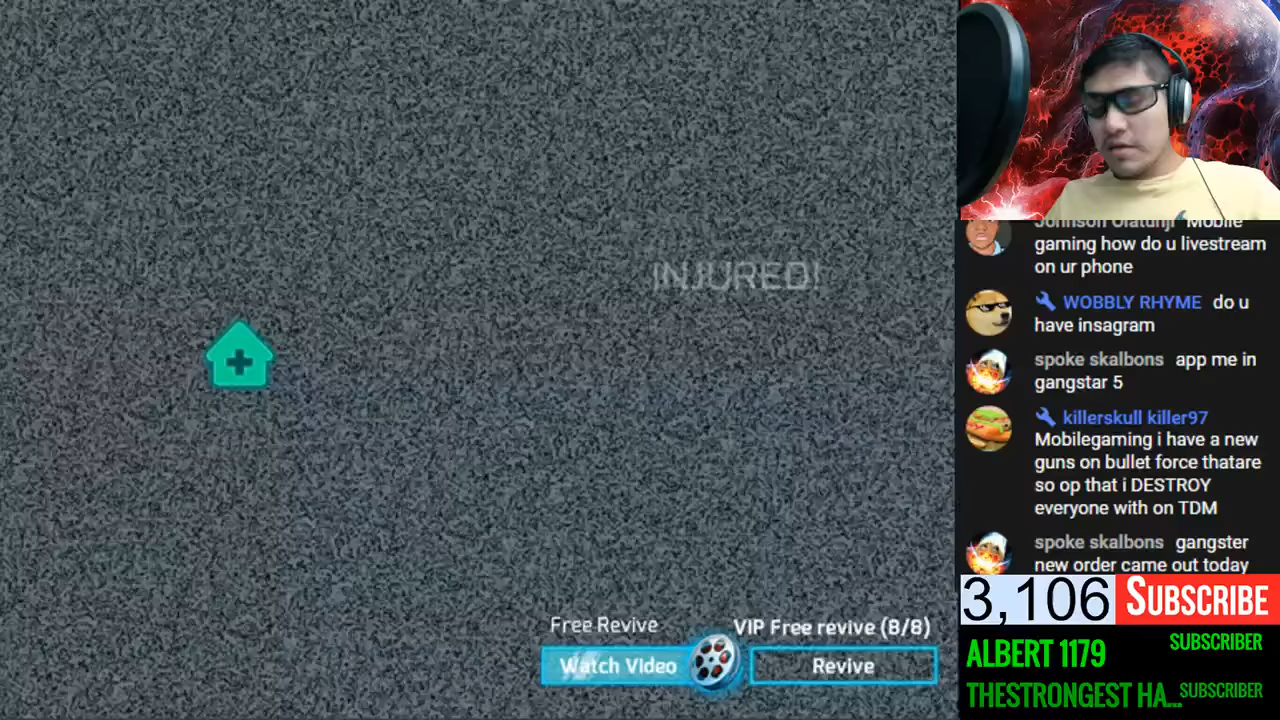 INJURED!
Free Revive
VIP Free revive (8/8)
Watch Video
Revive
Johnson Olatunji Mobile
gaming how do u livestream
on ur phone
WOBBLY RHYME do u
have insagram
spoke skalbons app me in
gangstar 5
killerskull killer97
Mobilegaming i have a new
guns on bullet force thatare
so op that i DESTROY
everyone with on TDM
spoke skalbons gangster
new order came out today
3,106 SUBSCRIBE
ALBERT 1179 SUBSCRIBER
THESTRONGEST HA... SUBSCRIBER